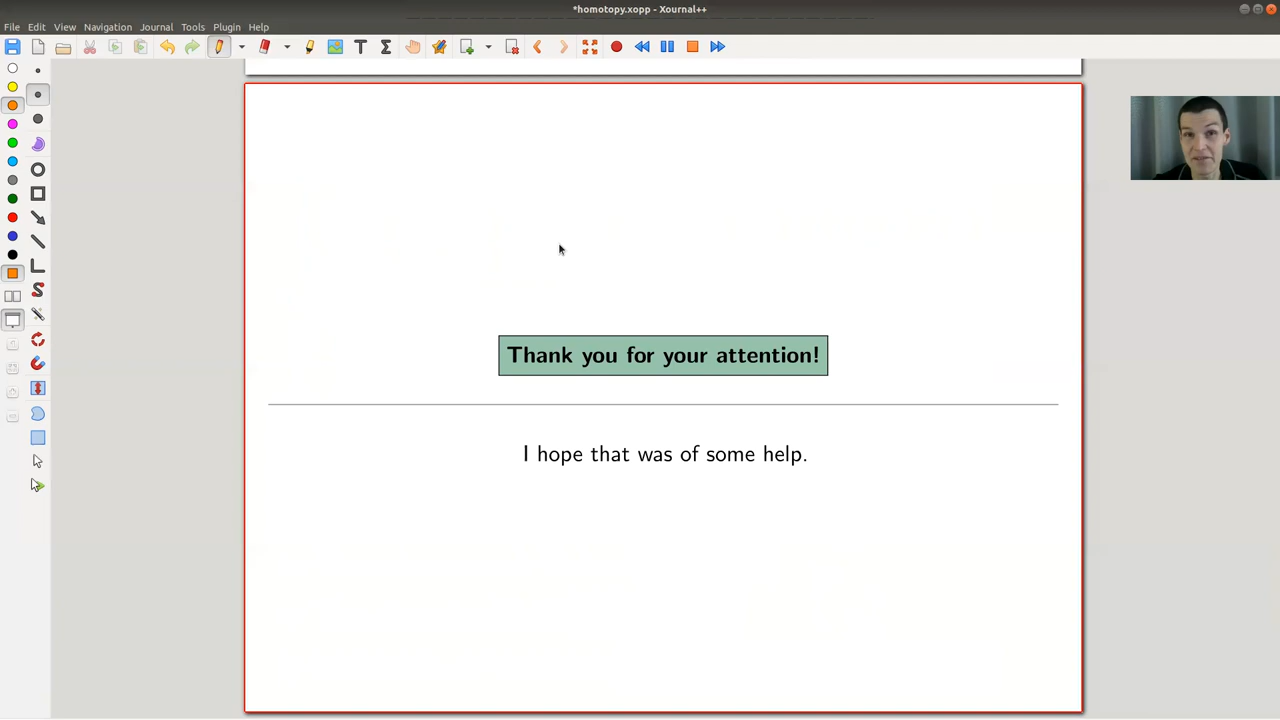 *homotopy.xopp - Xournal++
File Edit View Navigation Journal Tools Plugin Help
Thank you for your attention!
I hope that was of some help.